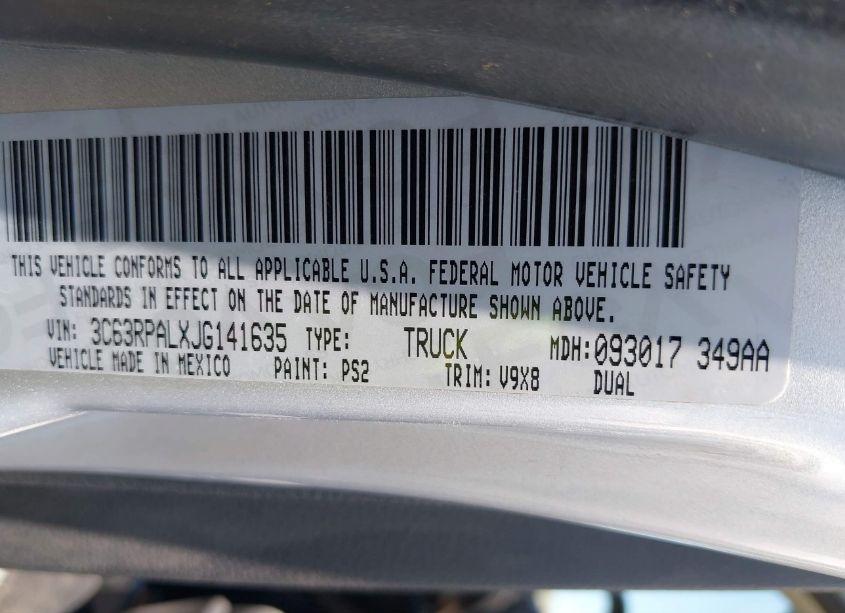 THIS VEHICLE CONFORMS TO ALL APPLICABLE U.S.A. FEDERAL MOTOR VEHICLE SAFETY
STANDARDS IN EFFECT ON THE DATE OF MANUFACTURE SHOWN ABOVE.
VIN: 3C63RPALXJG141635 TYPE: TRUCK MDH:093017 349AA
VEHICLE MADE IN MEXICO PAINT: PS2 TRIM: V9X8 DUAL